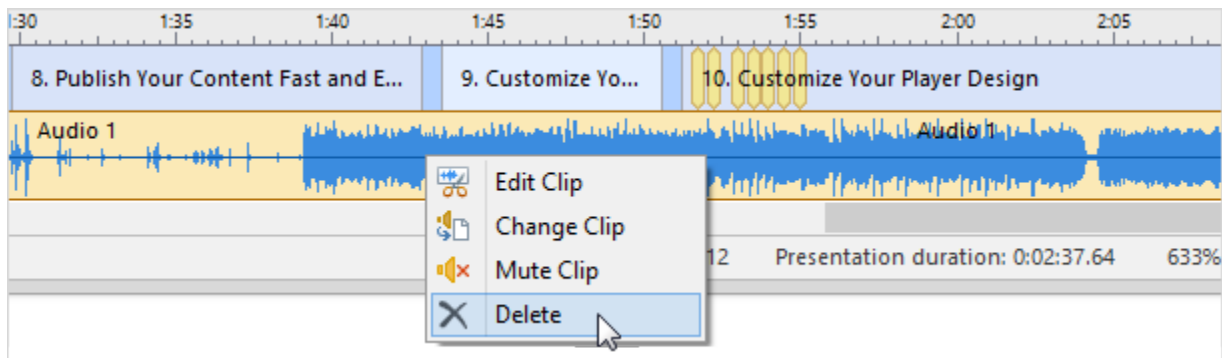 1:30 1:35 1:40 1:45 1:50 1:55 2:00 2:05
8. Publish Your Content Fast and E... 9. Customize Yo... 10. Customize Your Player Design
Audio 1 Audio 1
Edit Clip
Change Clip
Mute Clip
12 Presentation duration: 0:02:37.64 633%
Delete